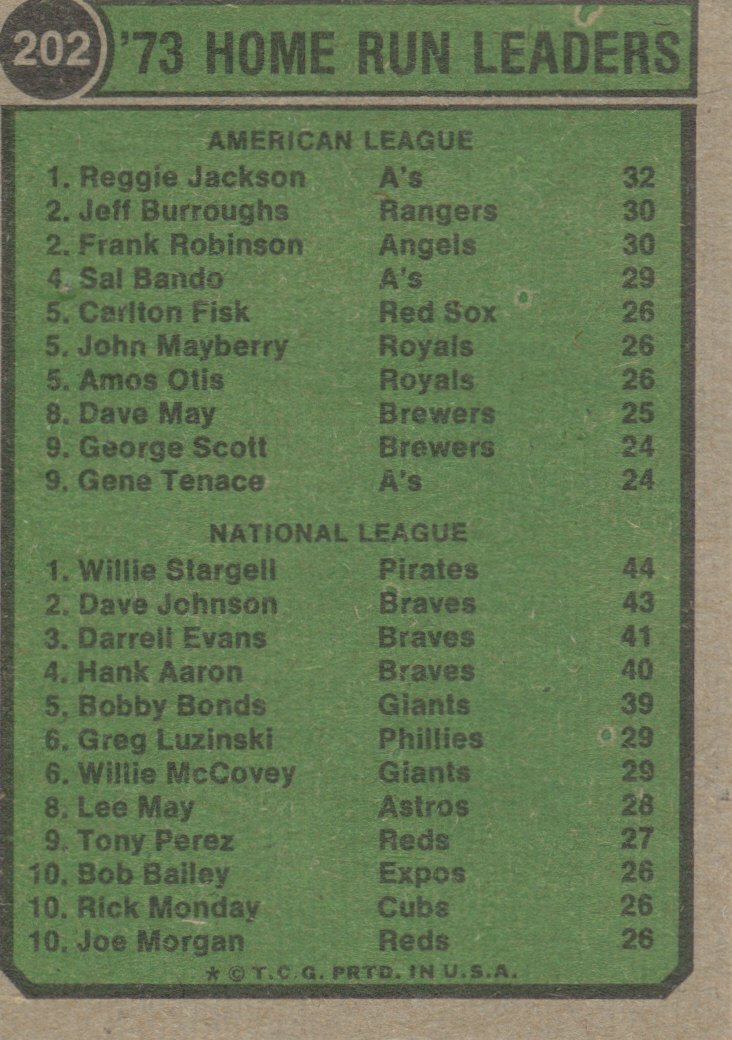 202 '73 HOME RUN LEADERS
AMERICAN LEAGUE
1. Reggie Jackson A's 32
2. Jeff Burroughs Rangers 30
2. Frank Robinson Angels 30
4. Sal Bando A's 29
5. Carlton Fisk Red Sox 26
5. John Mayberry Royals 26
5. Amos Otis Royals 26
8. Dave May Brewers 25
9. George Scott Brewers 24
9. Gene Tenace A's 24
NATIONAL LEAGUE
1. Willie Stargell Pirates 44
2. Dave Johnson Braves 43
3. Darrell Evans Braves 41
4. Hank Aaron Braves 40
5. Bobby Bonds Giants 39
6. Greg Luzinski Phillies 29
6. Willie McCovey Giants 29
8. Lee May Astros 28
9. Tony Perez Reds 27
10. Bob Bailey Expos 26
10. Rick Monday Cubs 26
10. Joe Morgan Reds 26
* © T.C.G. PRTD. IN U.S.A.